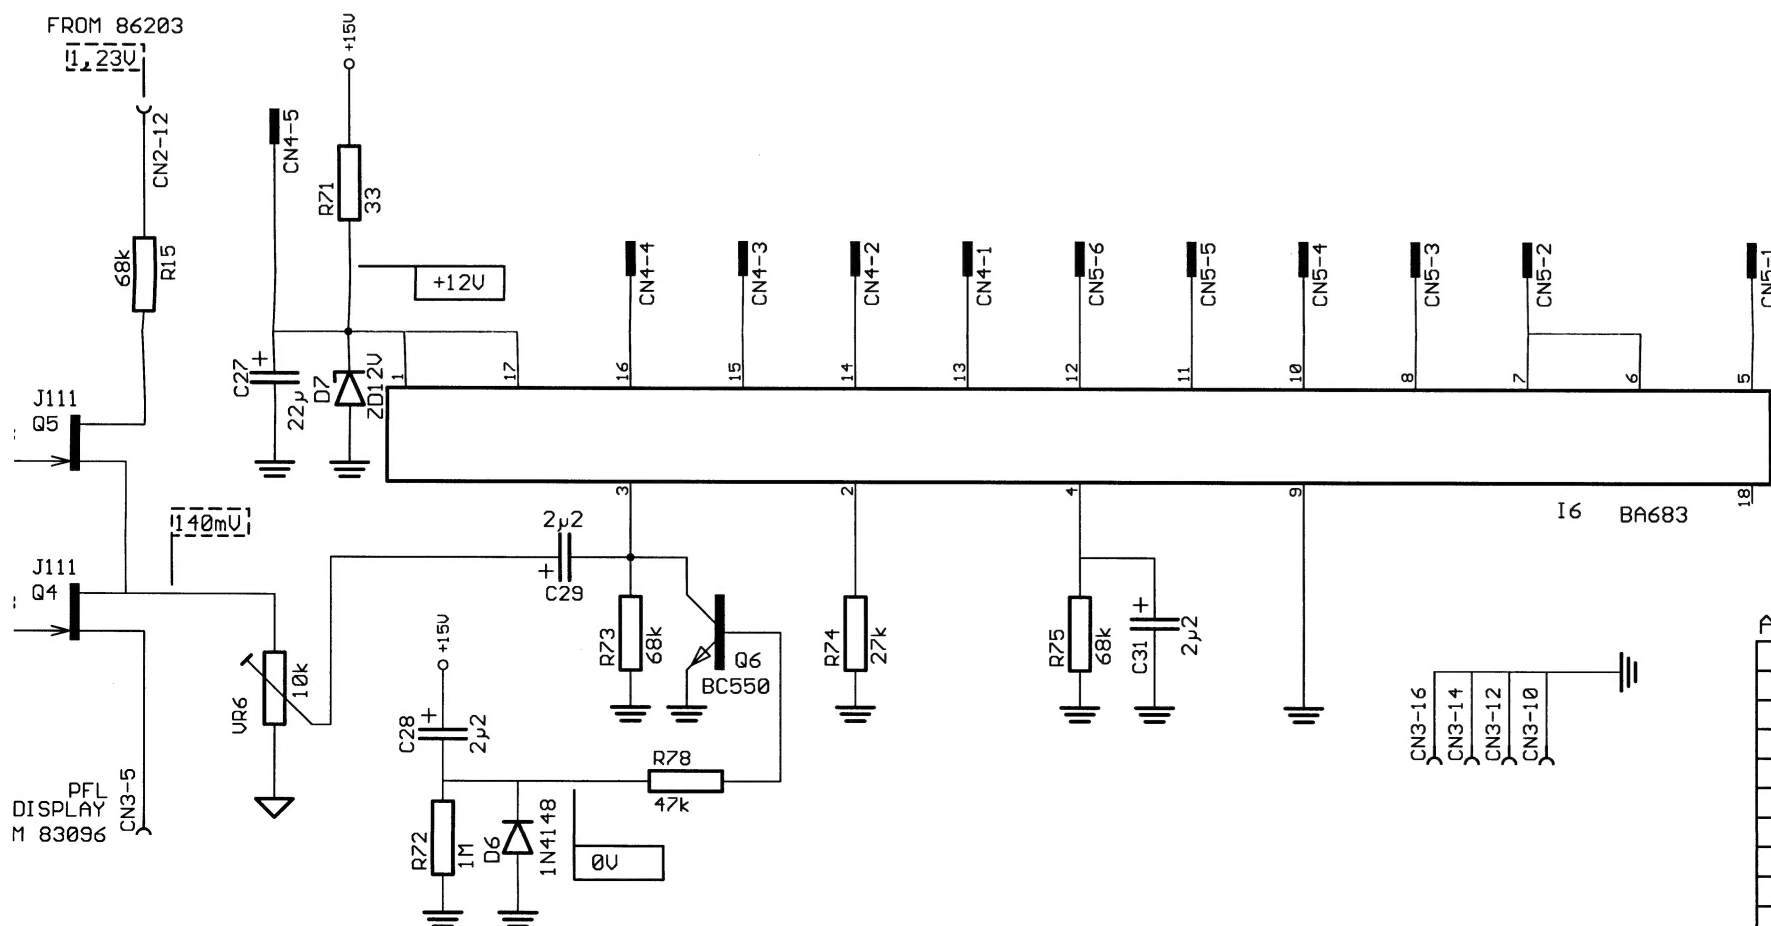 FROM 86203
1,23V
CN2-12
68k
R15
J111
Q5
140mV
J111
Q4
VR6
10k
PFL
DISPLAY
M 83096
CN3-5
CN4-5
+15V
R71
33
+12V
C27
+
22µ
D7
ZD12V
1
17
16
15
14
13
12
11
10
8
7
6
5
CN4-4
CN4-3
CN4-2
CN4-1
CN5-6
CN5-5
CN5-4
CN5-3
CN5-2
CN5-1
3
2
4
9
18
I6 BA683
2µ2
+
C29
R73
68k
Q6
BC550
R74
27k
R75
68k
+
C31
2µ2
+15V
C28
+
2µ2
R78
47k
R72
1M
D6
1N4148
0V
CN3-16
CN3-14
CN3-12
CN3-10